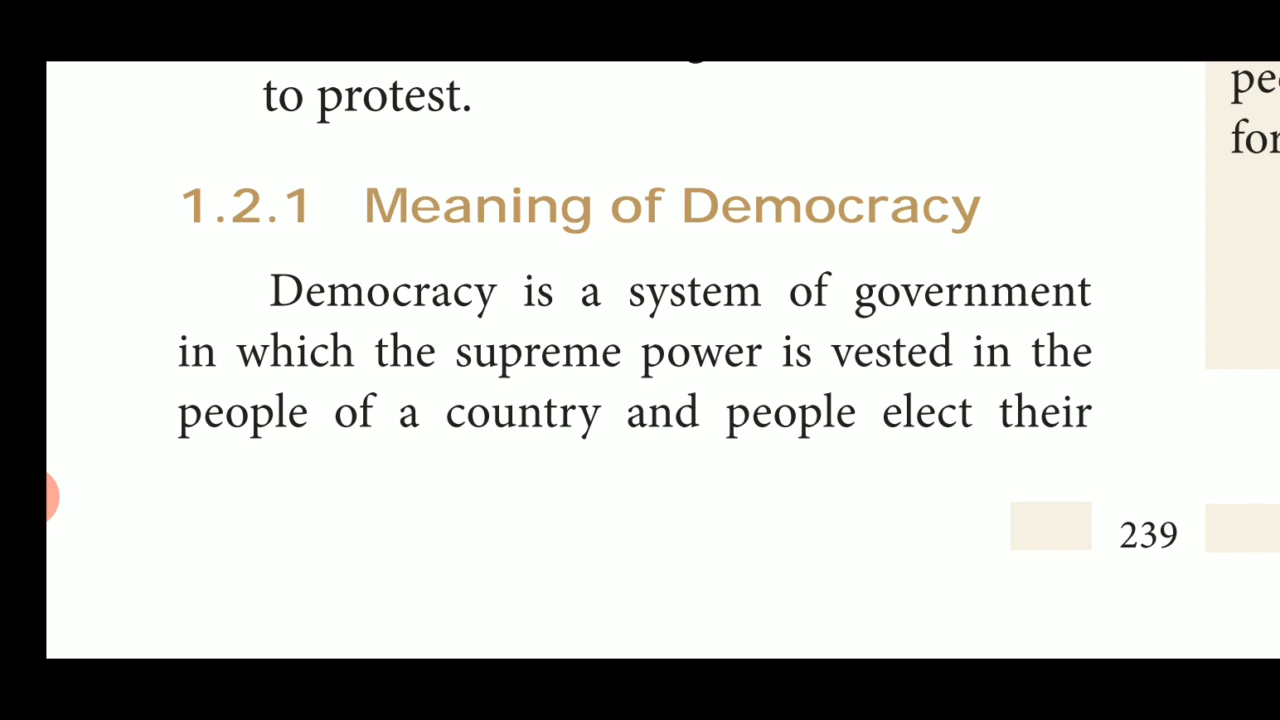 to protest.
1.2.1 Meaning of Democracy
Democracy is a system of government
in which the supreme power is vested in the
people of a country and people elect their
239